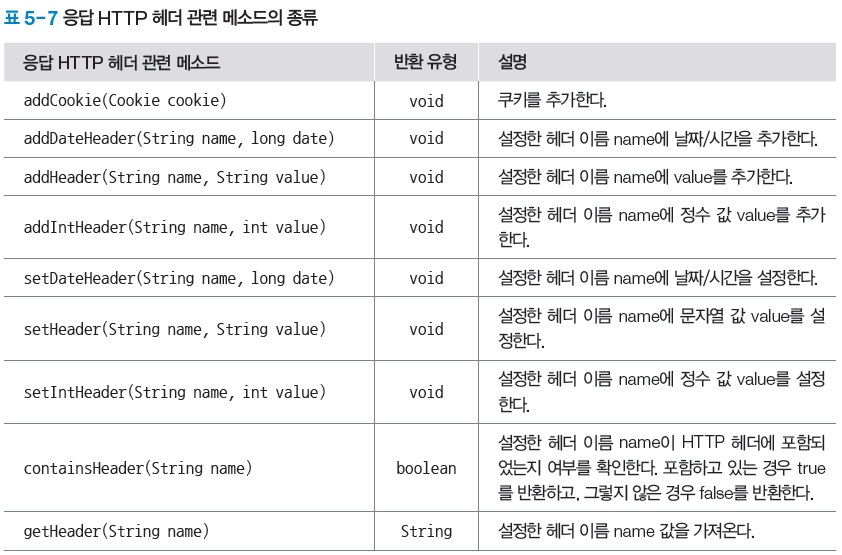 표 5-7 응답 HTTP 헤더 관련 메소드의 종류
응답 HTTP 헤더 관련 메소드 반환 유형 설명
addCookie(Cookie cookie) void 쿠키를 추가한다.
addDateHeader(String name, long date) void 설정한 헤더 이름 name에 날짜/시간을 추가한다.
addHeader(String name, String value) void 설정한 헤더 이름 name에 value를 추가한다.
addIntHeader(String name, int value) void 설정한 헤더 이름 name에 정수 값 value를 추가
한다.
setDateHeader(String name, long date) void 설정한 헤더 이름 name에 날짜/시간을 설정한다.
setHeader(String name, String value) void 설정한 헤더 이름 name에 문자열 값 value를 설
정한다.
setIntHeader(String name, int value) void 설정한 헤더 이름 name에 정수 값 value를 설정
한다.
containsHeader(String name) boolean 설정한 헤더 이름 name이 HTTP 헤더에 포함되
었는지 여부를 확인한다. 포함하고 있는 경우 true
를 반환하고, 그렇지 않은 경우 false를 반환한다.
getHeader(String name) String 설정한 헤더 이름 name 값을 가져온다.